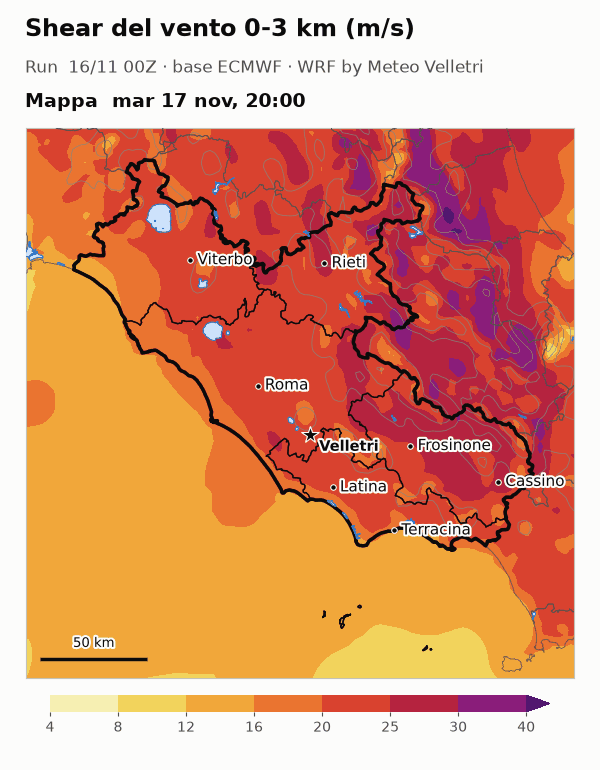 Shear del vento 0-3 km (m/s)
Run  16/11 00Z · base ECMWF · WRF by Meteo Velletri
Mappa  mar 17 nov, 20:00
Viterbo
Rieti
Roma
Velletri
Frosinone
Cassino
Latina
Terracina
50 km
4 8 12 16 20 25 30 40